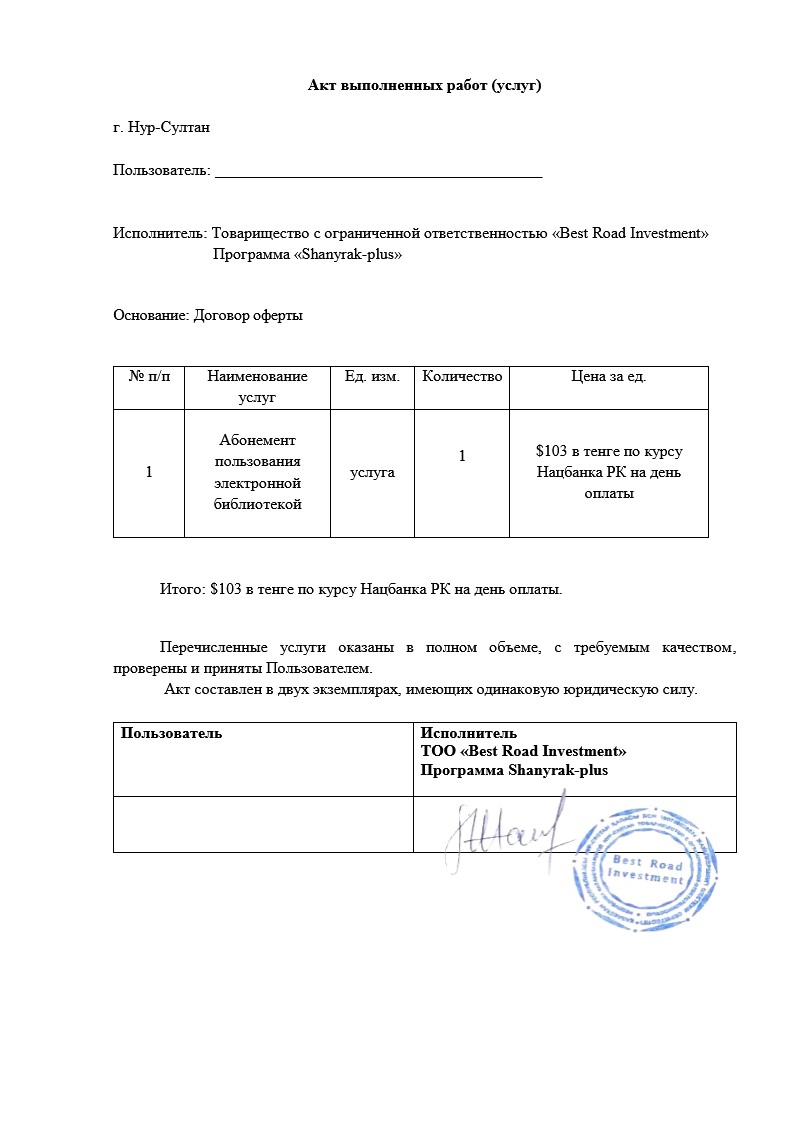 Акт выполненных работ (услуг)
г. Нур-Султан
Пользователь: ________________________________________
Исполнитель: Товарищество с ограниченной ответственностью «Best Road Investment»
Программа «Shanyrak-plus»
Основание: Договор оферты
№ п/п Наименование услуг Ед. изм. Количество Цена за ед.
1 Абонемент пользования электронной библиотекой услуга 1 $103 в тенге по курсу Нацбанка РК на день оплаты
Итого: $103 в тенге по курсу Нацбанка РК на день оплаты.
Перечисленные услуги оказаны в полном объеме, с требуемым качеством,
проверены и приняты Пользователем.
Акт составлен в двух экземплярах, имеющих одинаковую юридическую силу.
Пользователь
Исполнитель
ТОО «Best Road Investment»
Программа Shanyrak-plus
Best Road
Investment